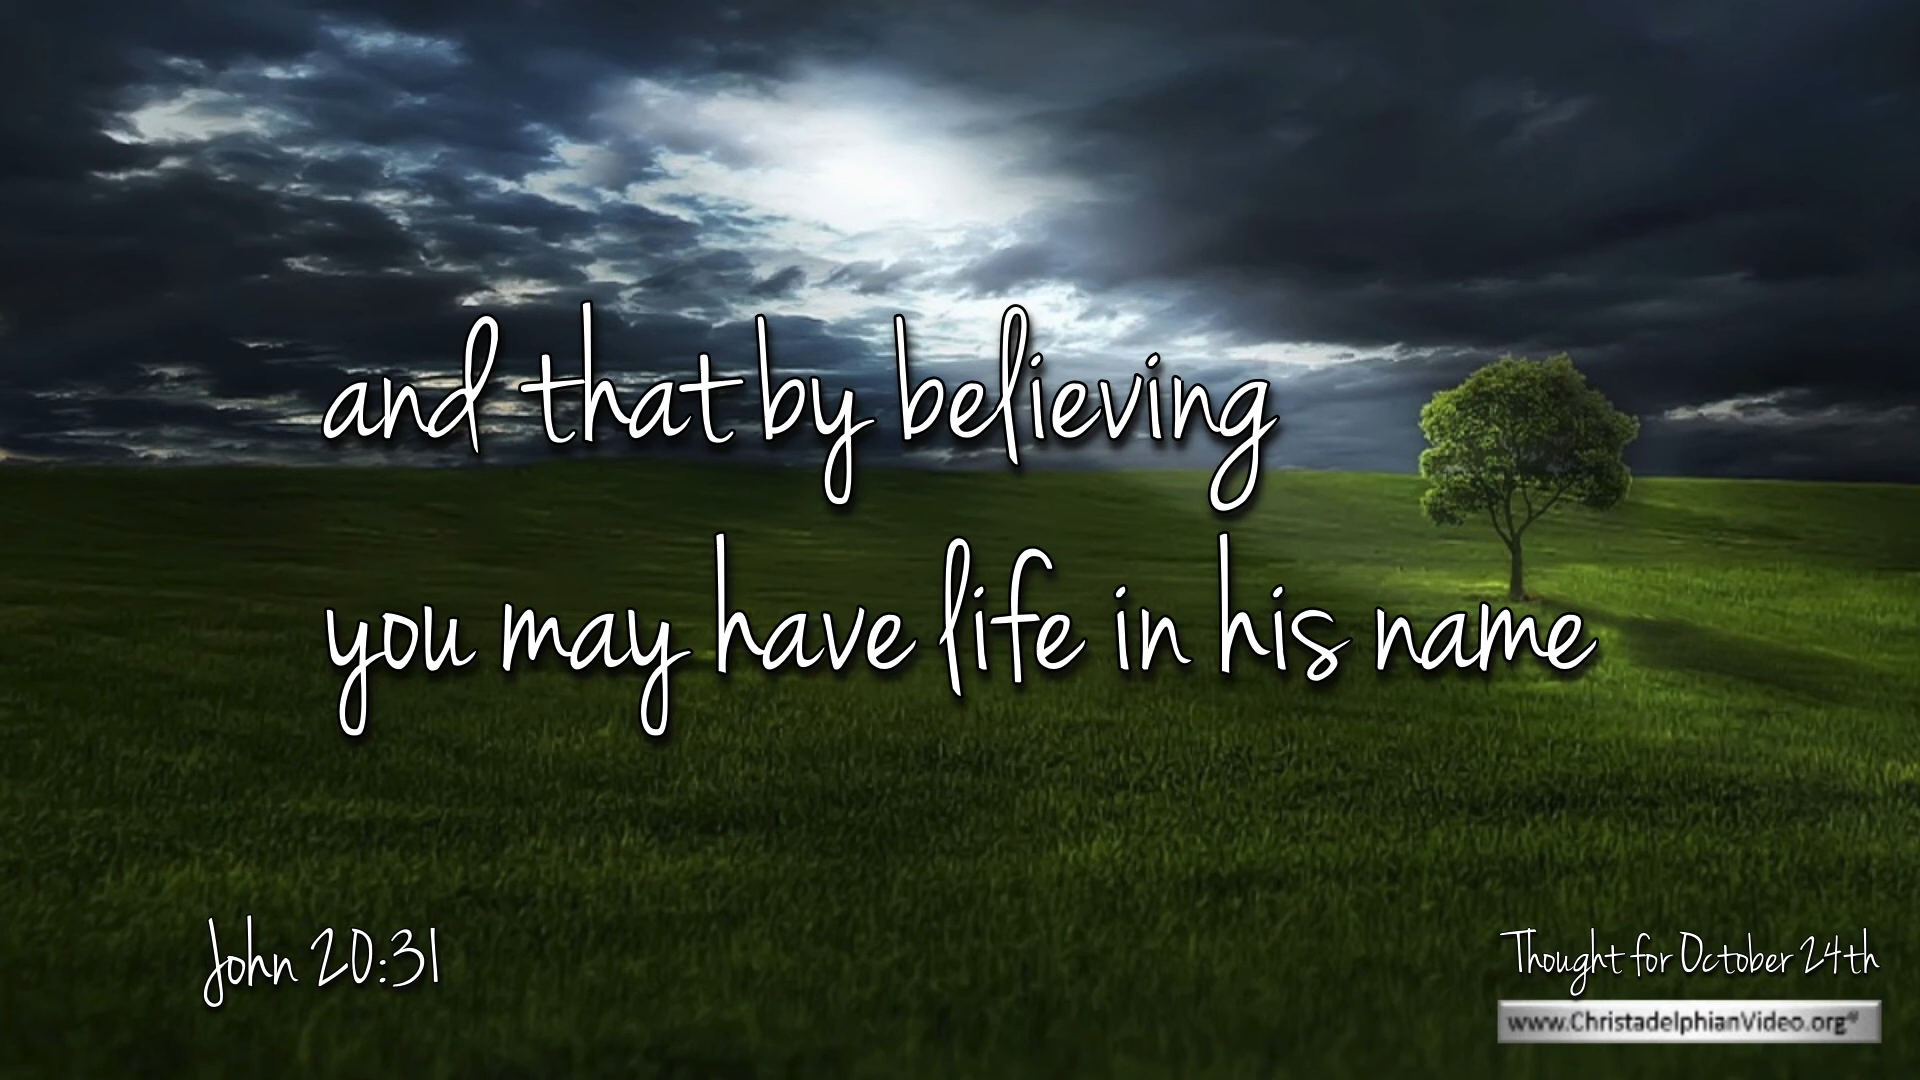 and that by believing
you may have life in his name
John 20:31
Thought for October 24th
www.ChristadelphianVideo.org®